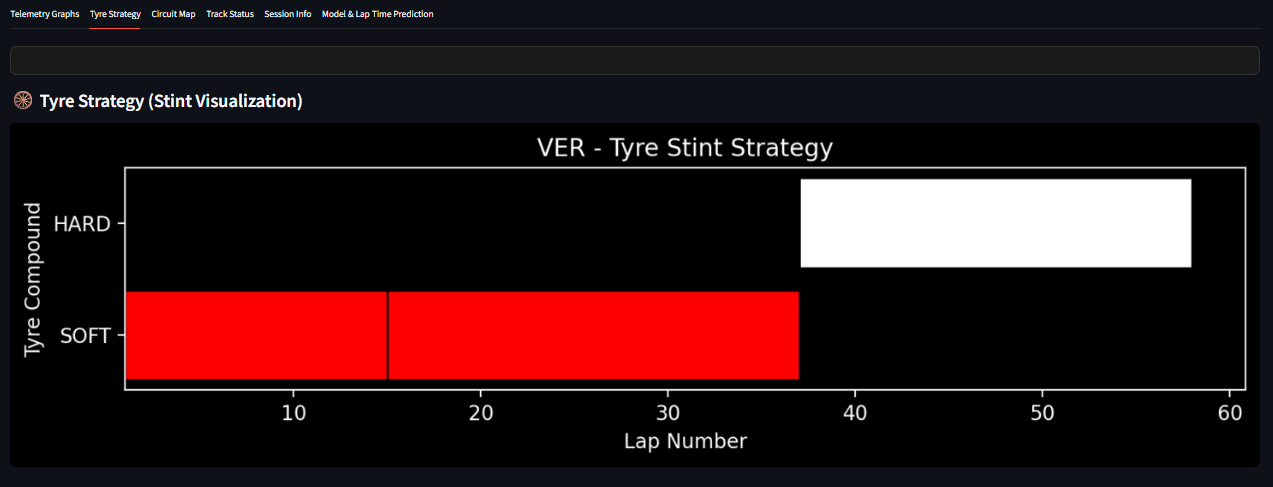 Telemetry Graphs Tyre Strategy Circuit Map Track Status Session Info Model & Lap Time Prediction
Tyre Strategy (Stint Visualization)
VER - Tyre Stint Strategy
Tyre Compound
HARD
SOFT
10 20 30 40 50 60
Lap Number